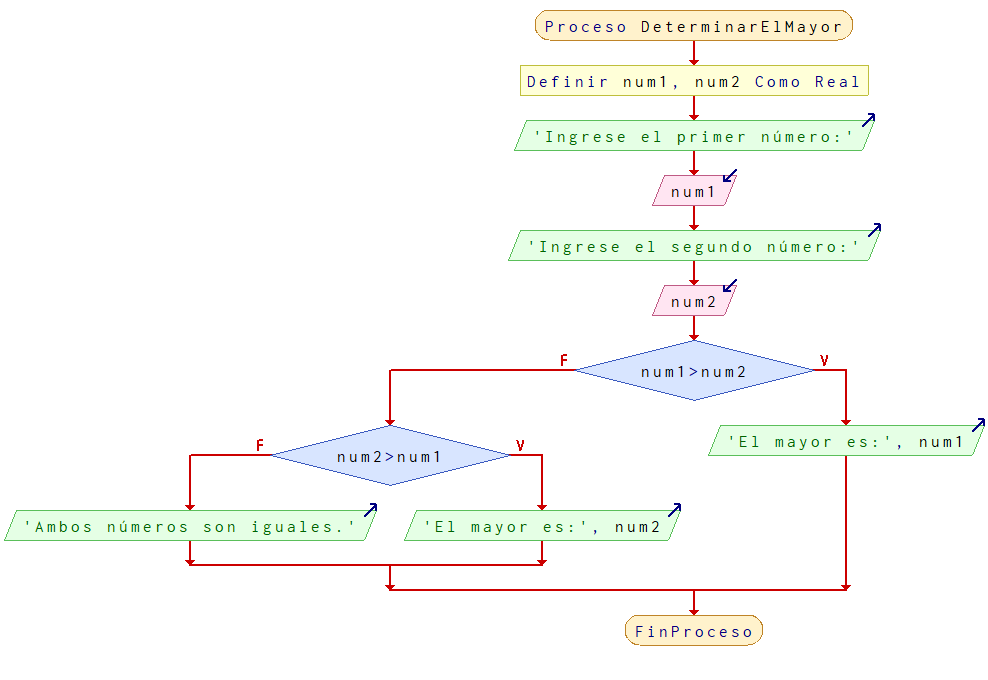 Proceso DeterminarElMayor
Definir num1, num2 Como Real
'Ingrese el primer número:'
num1
'Ingrese el segundo número:'
num2
F
V
num1>num2
'El mayor es:', num1
F
V
num2>num1
'Ambos números son iguales.'
'El mayor es:', num2
FinProceso